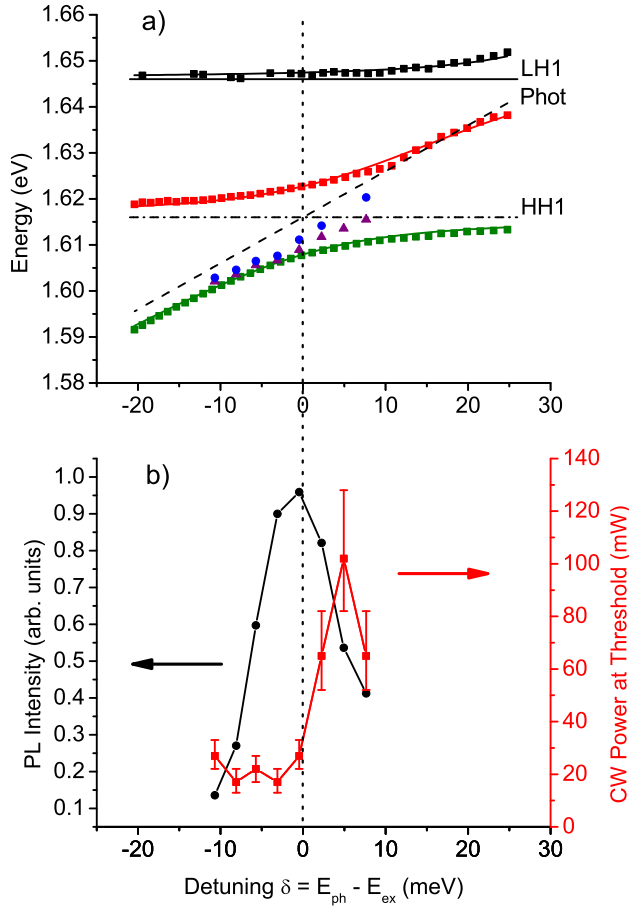 a)
1.65
1.64
1.63
1.62
1.61
1.60
1.59
1.58
Energy (eV)
LH1
Phot
HH1
-20 -10 0 10 20 30
b)
1.0
0.9
0.8
0.7
0.6
0.5
0.4
0.3
0.2
0.1
PL Intensity (arb. units)
140
120
100
80
60
40
20
0
CW Power at Threshold (mW)
-20 -10 0 10 20 30
Detuning δ = E_ph - E_ex (meV)